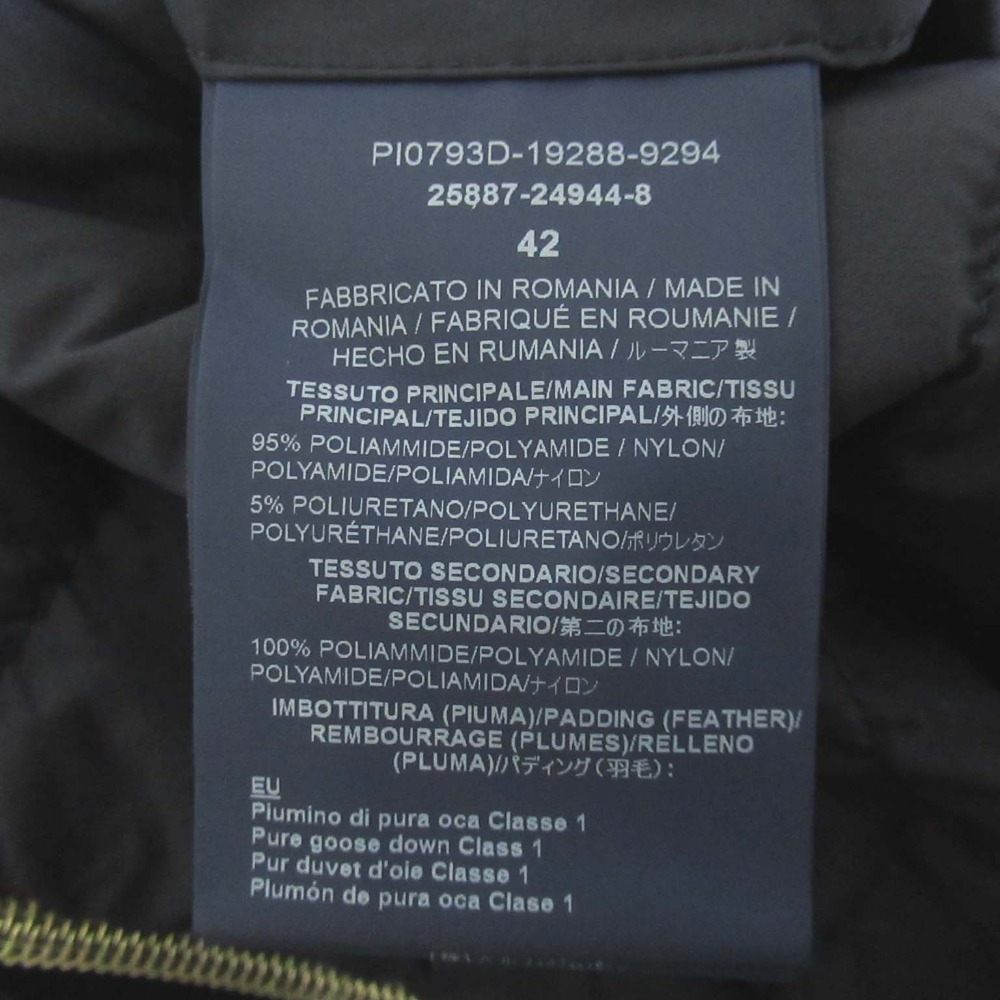 PI0793D-19288-9294
25887-24944-8
42
FABBRICATO IN ROMANIA / MADE IN
ROMANIA / FABRIQUÉ EN ROUMANIE /
HECHO EN RUMANIA / ルーマニア製
TESSUTO PRINCIPALE/MAIN FABRIC/TISSU
PRINCIPAL/TEJIDO PRINCIPAL/外側の布地:
95% POLIAMMIDE/POLYAMIDE / NYLON/
POLYAMIDE/POLIAMIDA/ナイロン
5% POLIURETANO/POLYURETHANE/
POLYURÉTHANE/POLIURETANO/ポリウレタン
TESSUTO SECONDARIO/SECONDARY
FABRIC/TISSU SECONDAIRE/TEJIDO
SECUNDARIO/第二の布地:
100% POLIAMMIDE/POLYAMIDE / NYLON/
POLYAMIDE/POLIAMIDA/ナイロン
IMBOTTITURA (PIUMA)/PADDING (FEATHER)/
REMBOURRAGE (PLUMES)/RELLENO
(PLUMA)/パディング(羽毛):
EU
Piumino di pura oca Classe 1
Pure goose down Class 1
Pur duvet d'oie Classe 1
Plumón de pura oca Clase 1